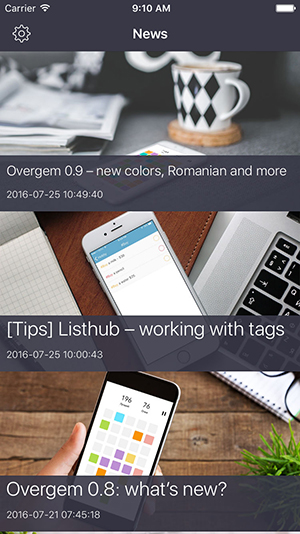 Carrier 9:10 AM
News
Overgem 0.9 – new colors, Romanian and more
2016-07-25 10:49:40
[Tips] Listhub – working with tags
2016-07-25 10:00:43
196 76
Overgem 0.8: what's new?
2016-07-21 07:45:18